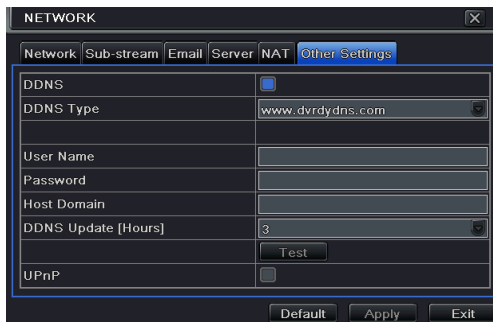 NETWORK
Network Sub-stream Email Server NAT Other Settings
DDNS
DDNS Type www.dvrdydns.com
User Name
Password
Host Domain
DDNS Update [Hours] 3
Test
UPnP
Default Apply Exit